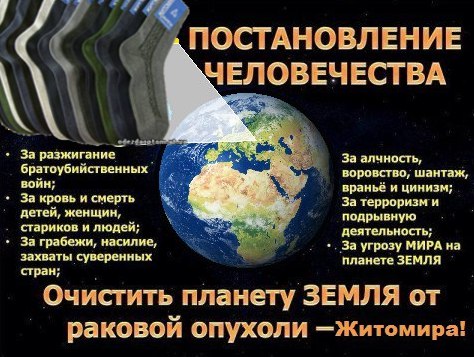 ПОСТАНОВЛЕНИЕ
ЧЕЛОВЕЧЕСТВА
• За разжигание
братоубийственных
войн;
• За кровь и смерть
детей, женщин,
стариков и людей;
• За грабежи, насилие,
захваты суверенных
стран;
За алчность,
воровство, шантаж,
враньё и цинизм;
За терроризм и
подрывную
деятельность;
• За угрозу МИРА на
планете ЗЕМЛЯ
Очистить планету ЗЕМЛЯ от
раковой опухоли –Житомира!